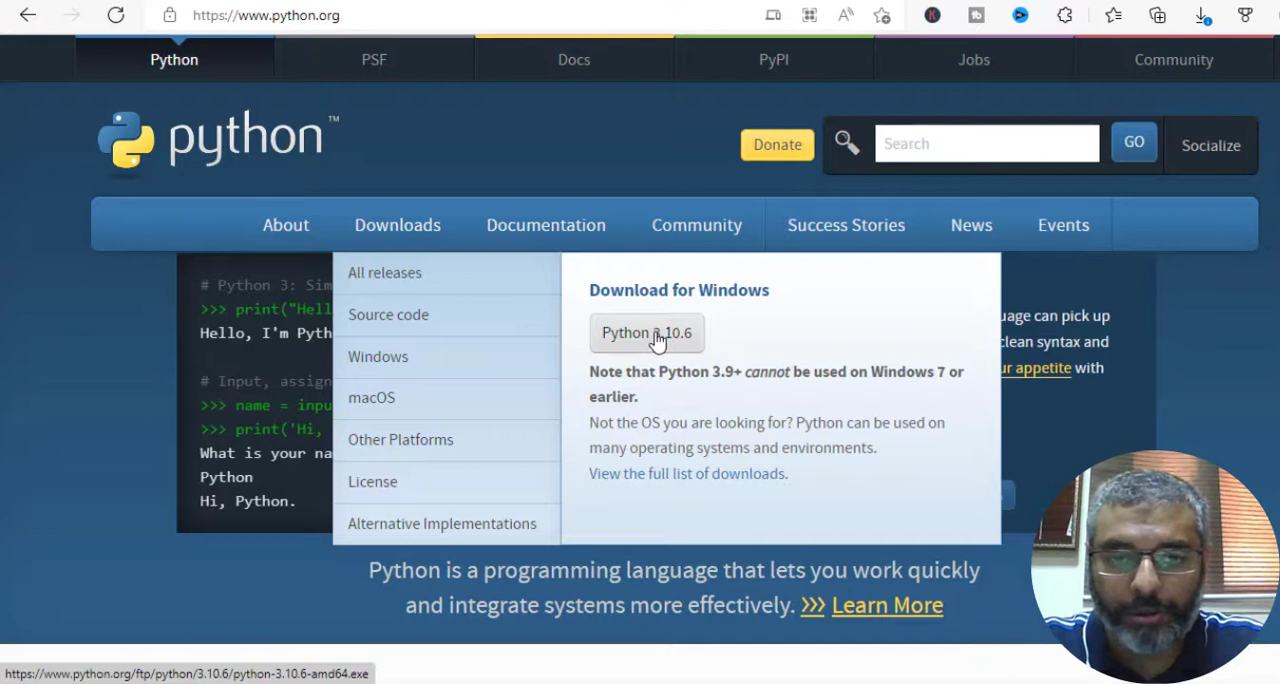 https://www.python.org
Python
PSF
Docs
PyPI
Jobs
Community
python™
Donate
Search
GO
Socialize
About
Downloads
Documentation
Community
Success Stories
News
Events
# Python 3: Sim
>>> print("Hell
Hello, I'm Pyth
# Input, assign
>>> name = inpu
>>> print('Hi,
What is your na
Python
Hi, Python.
All releases
Source code
Windows
macOS
Other Platforms
License
Alternative Implementations
Download for Windows
Python 3.10.6
Note that Python 3.9+ cannot be used on Windows 7 or
earlier.
Not the OS you are looking for? Python can be used on
many operating systems and environments.
View the full list of downloads.
uage can pick up
clean syntax and
ur appetite with
Python is a programming language that lets you work quickly
and integrate systems more effectively. >>> Learn More
https://www.python.org/ftp/python/3.10.6/python-3.10.6-amd64.exe